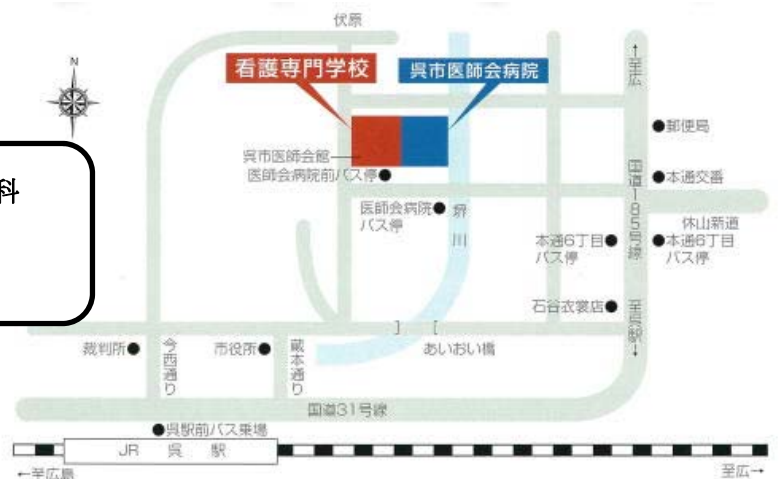 伏原
N
看護専門学校
呉市医師会病院
↑至広
郵便局
呉市医師会館
医師会病院前バス停
国道185号線
本通交番
科
医師会病院
バス停
堺川
休山新道
本通6丁目
バス停
本通6丁目
バス停
石谷衣裳店
至呉駅→
裁判所
今西通り
市役所
蔵本通り
あいおい橋
国道31号線
呉駅前バス乗場
JR 呉駅
←至広島
至広→